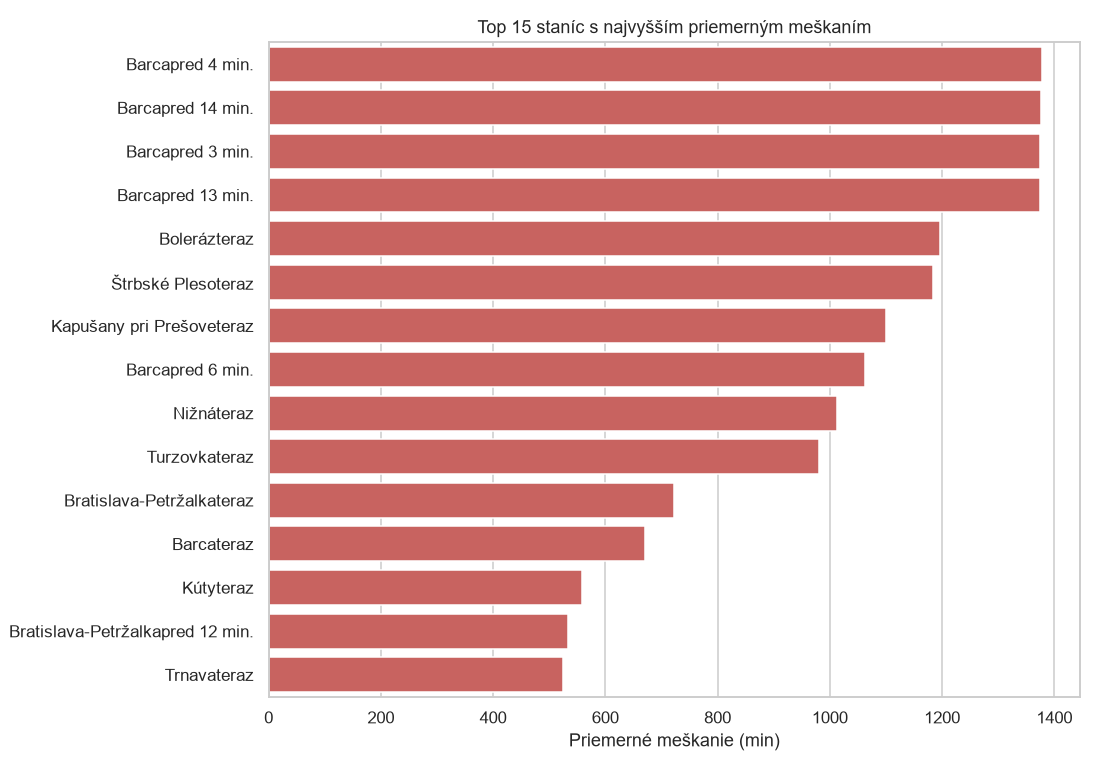 Top 15 staníc s najvyšším priemerným meškaním
Barcapred 4 min.
Barcapred 14 min.
Barcapred 3 min.
Barcapred 13 min.
Bolerázteraz
Štrbské Plesoteraz
Kapušany pri Prešoveteraz
Barcapred 6 min.
Nižnáteraz
Turzovkateraz
Bratislava-Petržalkateraz
Barcateraz
Kútyteraz
Bratislava-Petržalkapred 12 min.
Trnavateraz
0 200 400 600 800 1000 1200 1400
Priemerné meškanie (min)